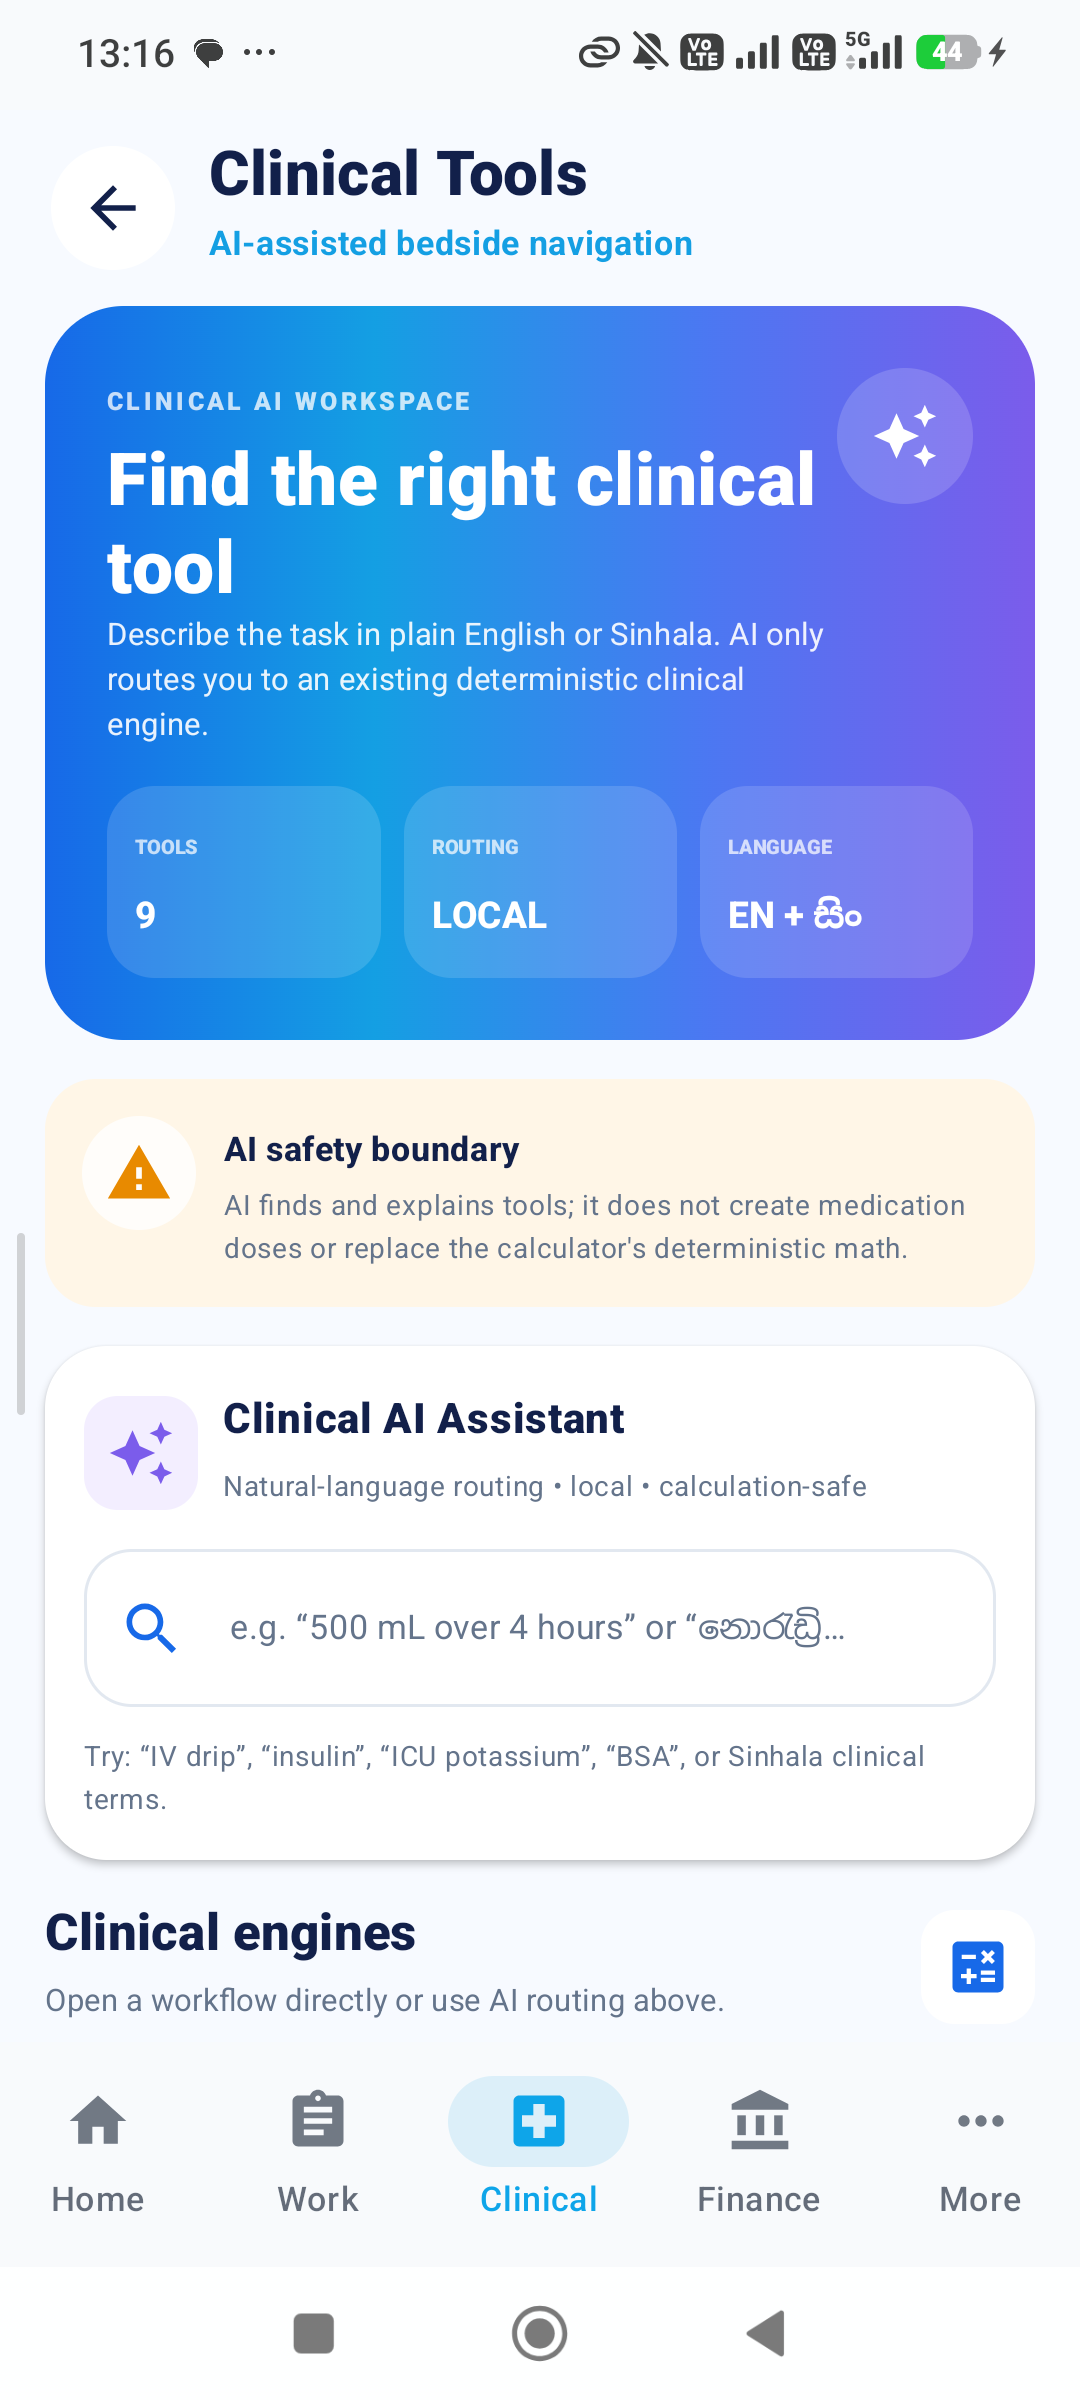 13:16
Vo LTE
Vo LTE
5G
44
Clinical Tools
AI-assisted bedside navigation
CLINICAL AI WORKSPACE
Find the right clinical
tool
Describe the task in plain English or Sinhala. AI only
routes you to an existing deterministic clinical
engine.
TOOLS
9
ROUTING
LOCAL
LANGUAGE
EN + සිං
AI safety boundary
AI finds and explains tools; it does not create medication
doses or replace the calculator's deterministic math.
Clinical AI Assistant
Natural-language routing • local • calculation-safe
e.g. “500 mL over 4 hours” or “නොරැඩ්‍රි…
Try: “IV drip”, “insulin”, “ICU potassium”, “BSA”, or Sinhala clinical
terms.
Clinical engines
Open a workflow directly or use AI routing above.
Home
Work
Clinical
Finance
More